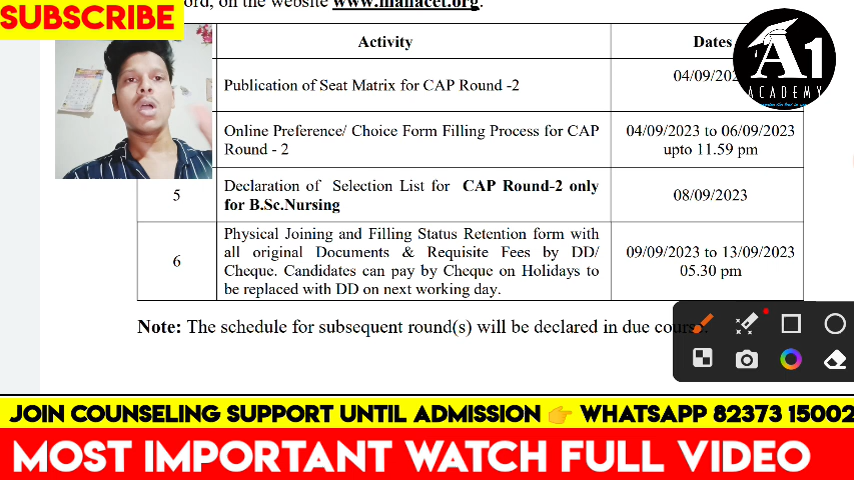 SUBSCRIBE
on the website www.mahacet.org.
Activity
Dates
A1
ACADEMY
Publication of Seat Matrix for CAP Round -2
04/09/202
Online Preference/ Choice Form Filling Process for CAP
Round - 2
04/09/2023 to 06/09/2023
upto 11.59 pm
5
Declaration of Selection List for CAP Round-2 only
for B.Sc.Nursing
08/09/2023
6
Physical Joining and Filling Status Retention form with
all original Documents & Requisite Fees by DD/
Cheque. Candidates can pay by Cheque on Holidays to
be replaced with DD on next working day.
09/09/2023 to 13/09/2023
05.30 pm
Note: The schedule for subsequent round(s) will be declared in due course.
JOIN COUNSELING SUPPORT UNTIL ADMISSION 👉 WHATSAPP 82373 15002
MOST IMPORTANT WATCH FULL VIDEO